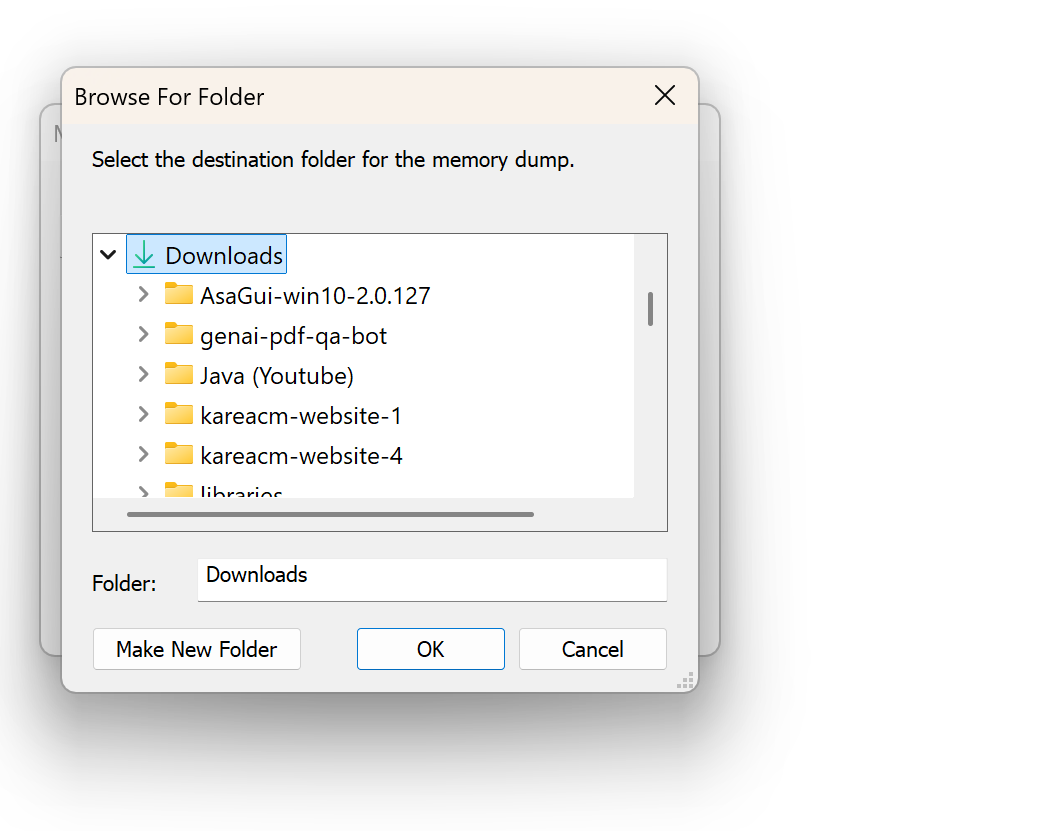 Browse For Folder
Select the destination folder for the memory dump.
Downloads
AsaGui-win10-2.0.127
genai-pdf-qa-bot
Java (Youtube)
kareacm-website-1
kareacm-website-4
libraries
Folder:
Downloads
Make New Folder
OK
Cancel